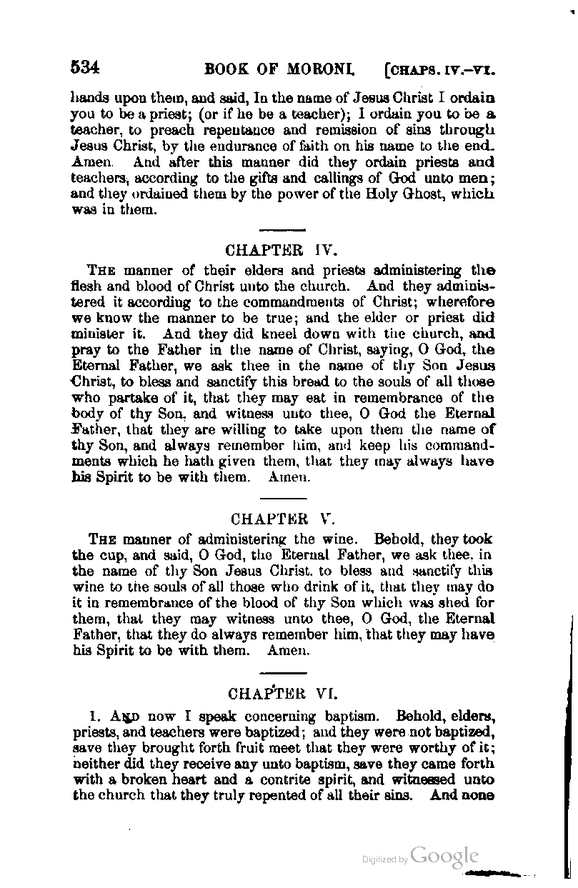 534 BOOK OF MORONI. [CHAPS. IV.–VI.
hands upon them, and said, In the name of Jesus Christ I ordain
you to be a priest; (or if he be a teacher); I ordain you to be a
teacher, to preach repentance and remission of sins through
Jesus Christ, by the endurance of faith on his name to the end.
Amen. And after this manner did they ordain priests and
teachers, according to the gifts and callings of God unto men;
and they ordained them by the power of the Holy Ghost, which
was in them.
CHAPTER IV.
THE manner of their elders and priests administering the
flesh and blood of Christ unto the church. And they adminis-
tered it according to the commandments of Christ; wherefore
we know the manner to be true; and the elder or priest did
minister it. And they did kneel down with the church, and
pray to the Father in the name of Christ, saying, O God, the
Eternal Father, we ask thee in the name of thy Son Jesus
Christ, to bless and sanctify this bread to the souls of all those
who partake of it, that they may eat in remembrance of the
body of thy Son, and witness unto thee, O God the Eternal
Father, that they are willing to take upon them the name of
thy Son, and always remember him, and keep his command-
ments which he hath given them, that they may always have
his Spirit to be with them. Amen.
CHAPTER V.
THE manner of administering the wine. Behold, they took
the cup, and said, O God, the Eternal Father, we ask thee, in
the name of thy Son Jesus Christ, to bless and sanctify this
wine to the souls of all those who drink of it, that they may do
it in remembrance of the blood of thy Son which was shed for
them, that they may witness unto thee, O God, the Eternal
Father, that they do always remember him, that they may have
his Spirit to be with them. Amen.
CHAPTER VI.
1. AND now I speak concerning baptism. Behold, elders,
priests, and teachers were baptized; and they were not baptized,
save they brought forth fruit meet that they were worthy of it;
neither did they receive any unto baptism, save they came forth
with a broken heart and a contrite spirit, and witnessed unto
the church that they truly repented of all their sins. And none
Digitized by Google